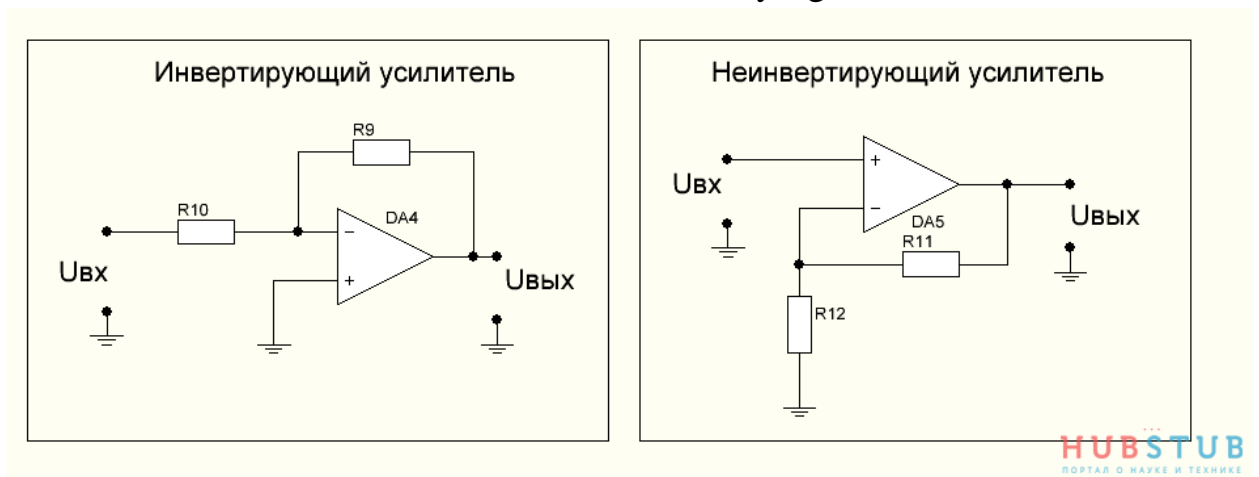 Инвертирующий усилитель
R9
R10
DA4
−
+
Uвх
Uвых
Неинвертирующий усилитель
+
−
Uвх
DA5
R11
Uвых
R12
HUBSTUB
ПОРТАЛ О НАУКЕ И ТЕХНИКЕ